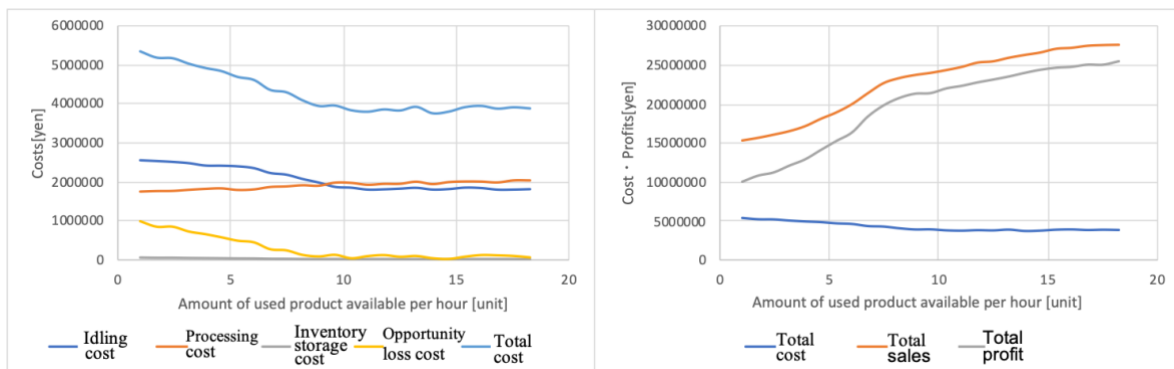 6000000
5000000
4000000
3000000
2000000
1000000
0
Costs[yen]
0 5 10 15 20
Amount of used product available per hour [unit]
Idling cost
Processing cost
Inventory storage cost
Opportunity loss cost
Total cost
30000000
25000000
20000000
15000000
10000000
5000000
0
Cost・Profits[yen]
0 5 10 15 20
Amount of used product available per hour [unit]
Total cost
Total sales
Total profit